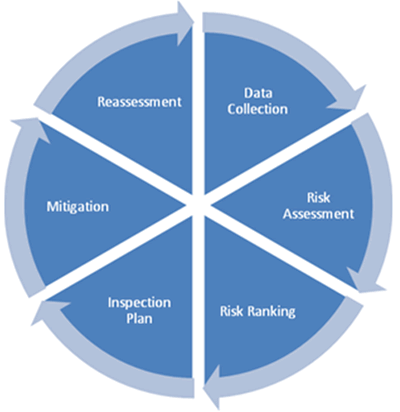 Data
Collection
Risk
Assessment
Risk Ranking
Inspection
Plan
Mitigation
Reassessment